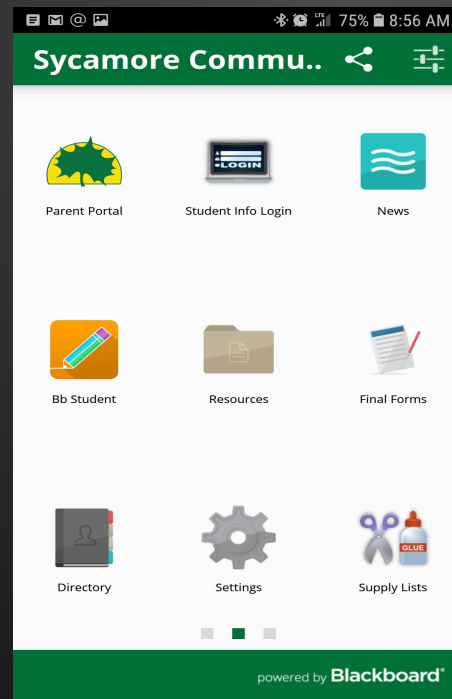 75% 8:56 AM
Sycamore Commu..
LOGIN
Parent Portal Student Info Login News
Bb Student Resources Final Forms
GLUE
Directory Settings Supply Lists
powered by Blackboard®